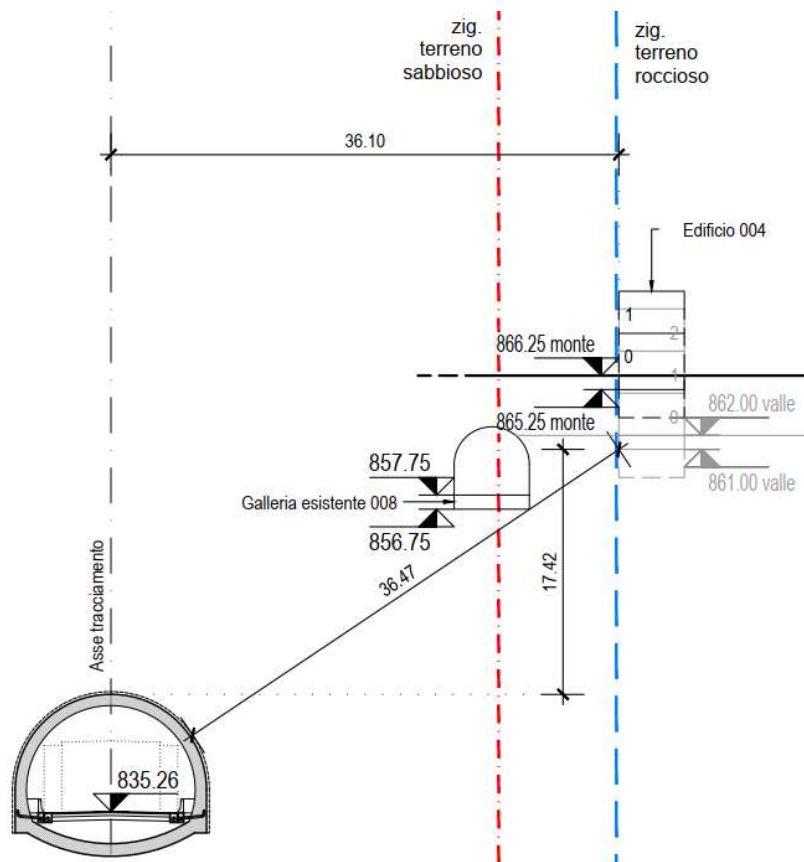 zig.
terreno
sabbioso
zig.
terreno
roccioso
36.10
Edificio 004
1
2
866.25 monte
0
1
862.00 valle
865.25 monte
0
857.75
861.00 valle
Galleria esistente 008
856.75
36.47
17.42
Asse tracciamento
835.26